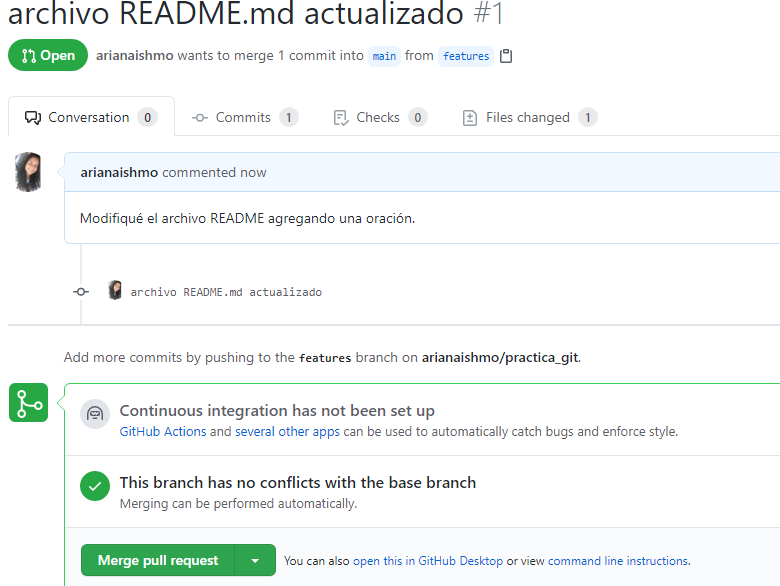 archivo README.md actualizado #1
Open arianaishmo wants to merge 1 commit into main from features
Conversation 0 Commits 1 Checks 0 Files changed 1
arianaishmo commented now
Modifiqué el archivo README agregando una oración.
archivo README.md actualizado
Add more commits by pushing to the features branch on arianaishmo/practica_git.
Continuous integration has not been set up
GitHub Actions and several other apps can be used to automatically catch bugs and enforce style.
This branch has no conflicts with the base branch
Merging can be performed automatically.
Merge pull request You can also open this in GitHub Desktop or view command line instructions.